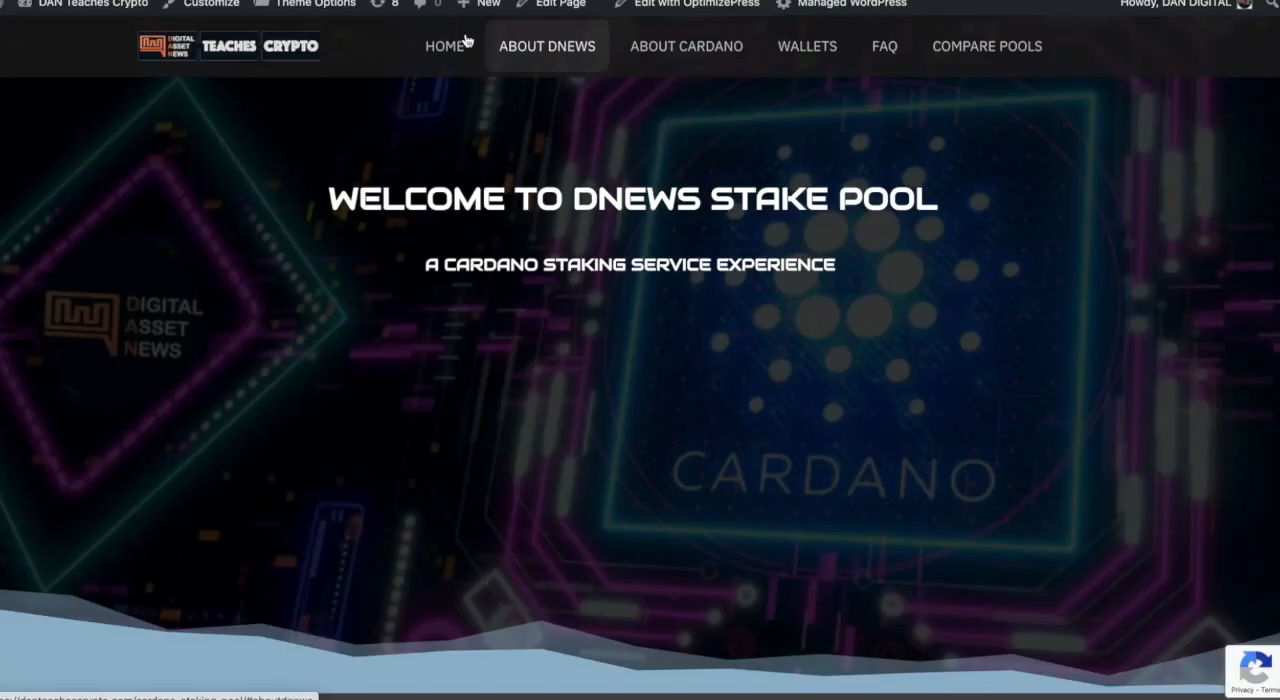 DAN Teaches Crypto Customize Theme Options 8 0 New Edit Page Edit with OptimizePress Managed WordPress Howdy, DAN DIGITAL
DIGITAL ASSET NEWS TEACHES CRYPTO HOME ABOUT DNEWS ABOUT CARDANO WALLETS FAQ COMPARE POOLS
WELCOME TO DNEWS STAKE POOL
A CARDANO STAKING SERVICE EXPERIENCE
DIGITAL
ASSET
NEWS
CARDANO
Privacy - Terms